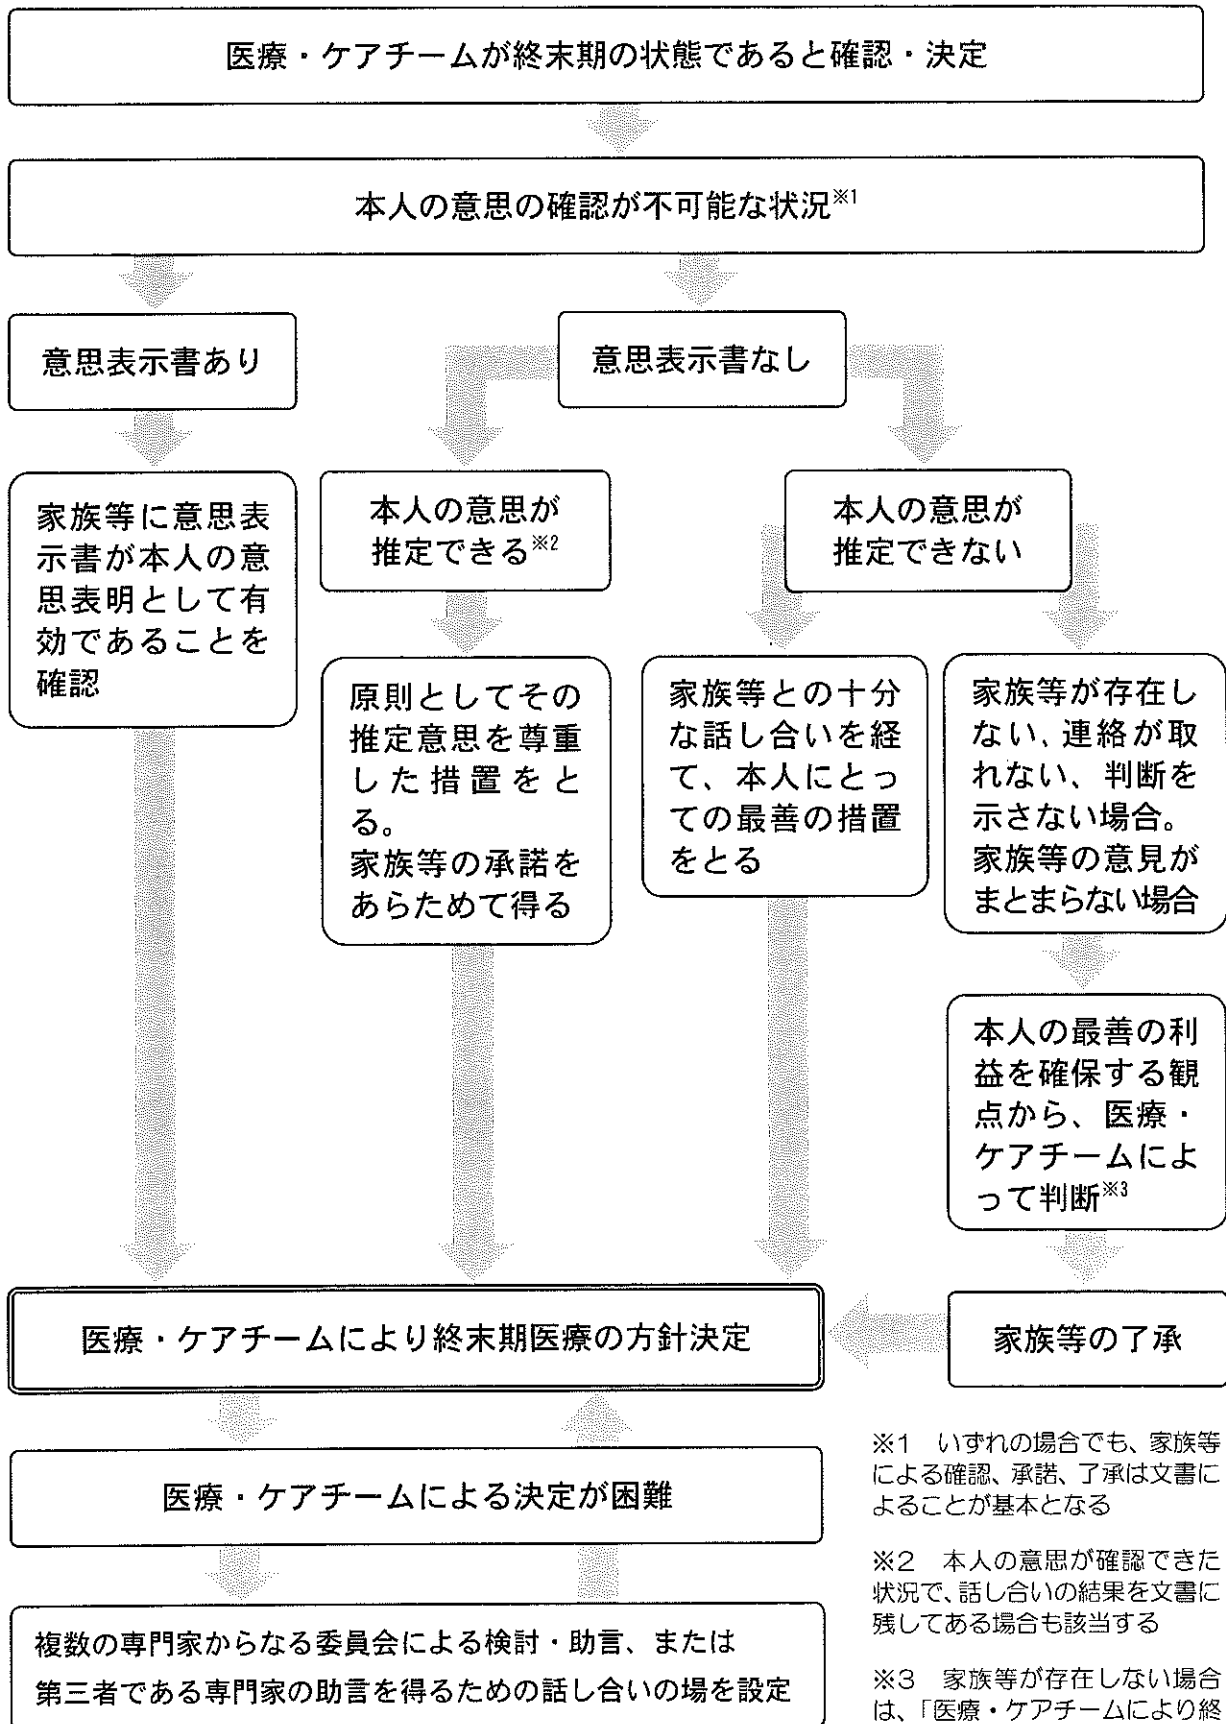 医療・ケアチームが終末期の状態であると確認・決定
本人の意思の確認が不可能な状況※1
意思表示書あり
意思表示書なし
家族等に意思表
示書が本人の意
思表明として有
効であることを
確認
本人の意思が
推定できる※2
本人の意思が
推定できない
原則としてその
推定意思を尊重
した措置をと
る。
家族等の承諾を
あらためて得る
家族等との十分
な話し合いを経
て、本人にとっ
ての最善の措置
をとる
家族等が存在し
ない、連絡が取
れない、判断を
示さない場合。
家族等の意見が
まとまらない場合
本人の最善の利
益を確保する観
点から、医療・
ケアチームによ
って判断※3
医療・ケアチームにより終末期医療の方針決定
家族等の了承
医療・ケアチームによる決定が困難
複数の専門家からなる委員会による検討・助言、または
第三者である専門家の助言を得るための話し合いの場を設定
※1 いずれの場合でも、家族等
による確認、承諾、了承は文書に
よることが基本となる
※2 本人の意思が確認できた
状況で、話し合いの結果を文書に
残してある場合も該当する
※3 家族等が存在しない場合
は、「医療・ケアチームにより終